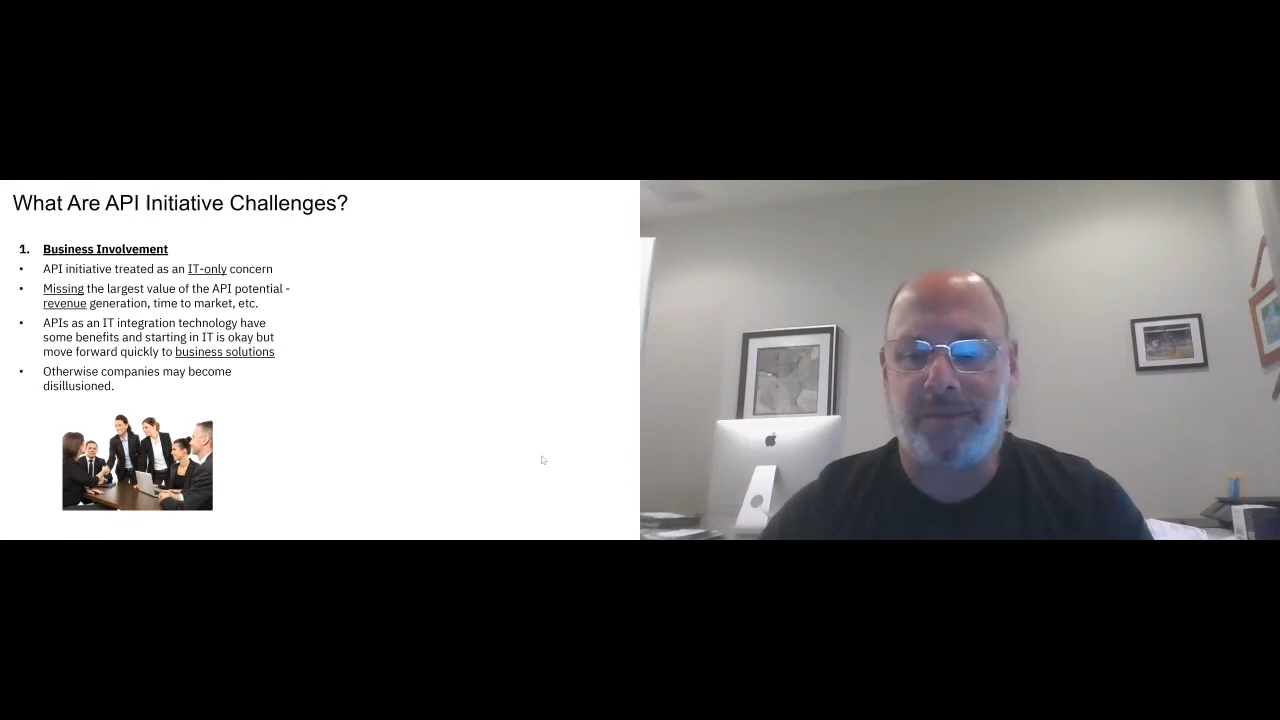 What Are API Initiative Challenges?
1. Business Involvement
• API initiative treated as an IT-only concern
• Missing the largest value of the API potential -
revenue generation, time to market, etc.
• APIs as an IT integration technology have
some benefits and starting in IT is okay but
move forward quickly to business solutions
• Otherwise companies may become
disillusioned.